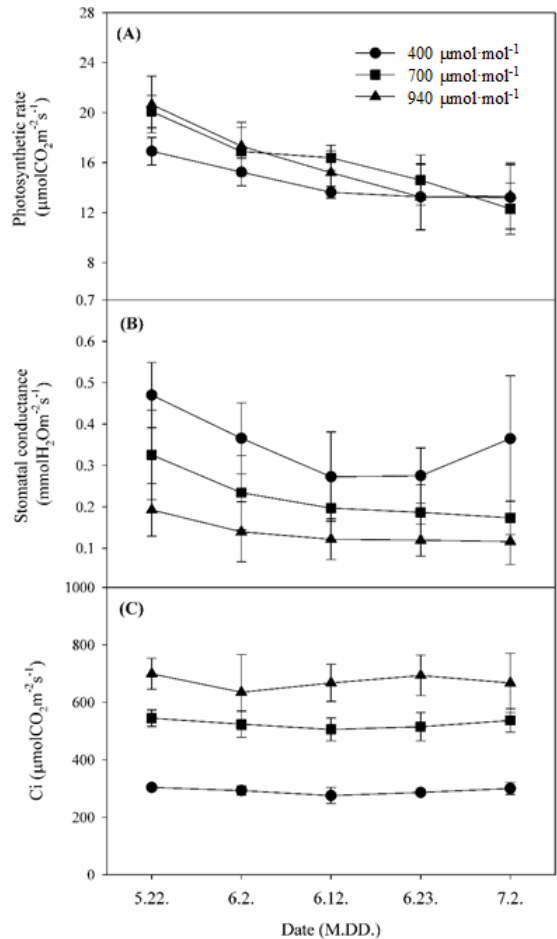 (A)
400 μmol·mol⁻¹
700 μmol·mol⁻¹
940 μmol·mol⁻¹
Photosynthetic rate
(μmolCO₂m⁻²s⁻¹)
28
24
20
16
12
8
0.7
(B)
Stomatal conductance
(mmolH₂Om⁻²s⁻¹)
0.6
0.5
0.4
0.3
0.2
0.1
1000
(C)
Ci (μmolCO₂m⁻²s⁻¹)
800
600
400
200
0
5.22. 6.2. 6.12. 6.23. 7.2.
Date (M.DD.)